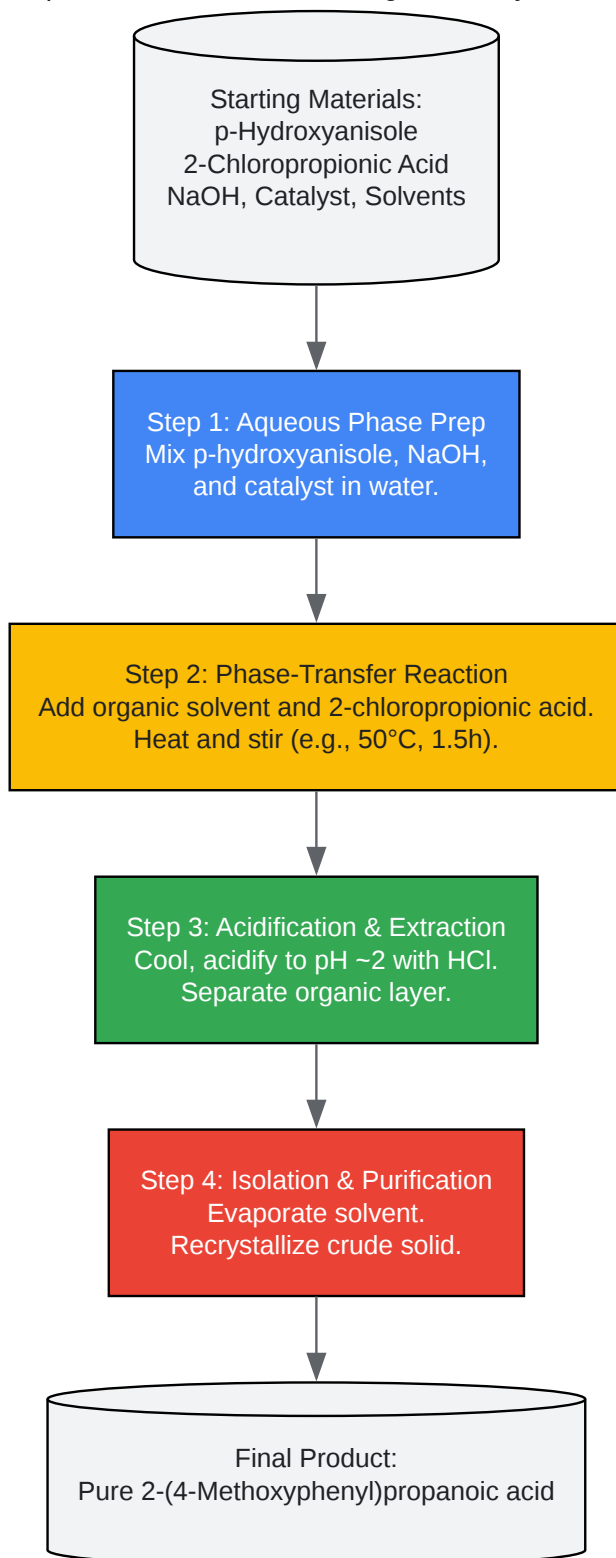 Starting Materials:
p-Hydroxyanisole
2-Chloropropionic Acid
NaOH, Catalyst, Solvents
Step 1: Aqueous Phase Prep
Mix p-hydroxyanisole, NaOH,
and catalyst in water.
Step 2: Phase-Transfer Reaction
Add organic solvent and 2-chloropropionic acid.
Heat and stir (e.g., 50°C, 1.5h).
Step 3: Acidification & Extraction
Cool, acidify to pH ~2 with HCl.
Separate organic layer.
Step 4: Isolation & Purification
Evaporate solvent.
Recrystallize crude solid.
Final Product:
Pure 2-(4-Methoxyphenyl)propanoic acid